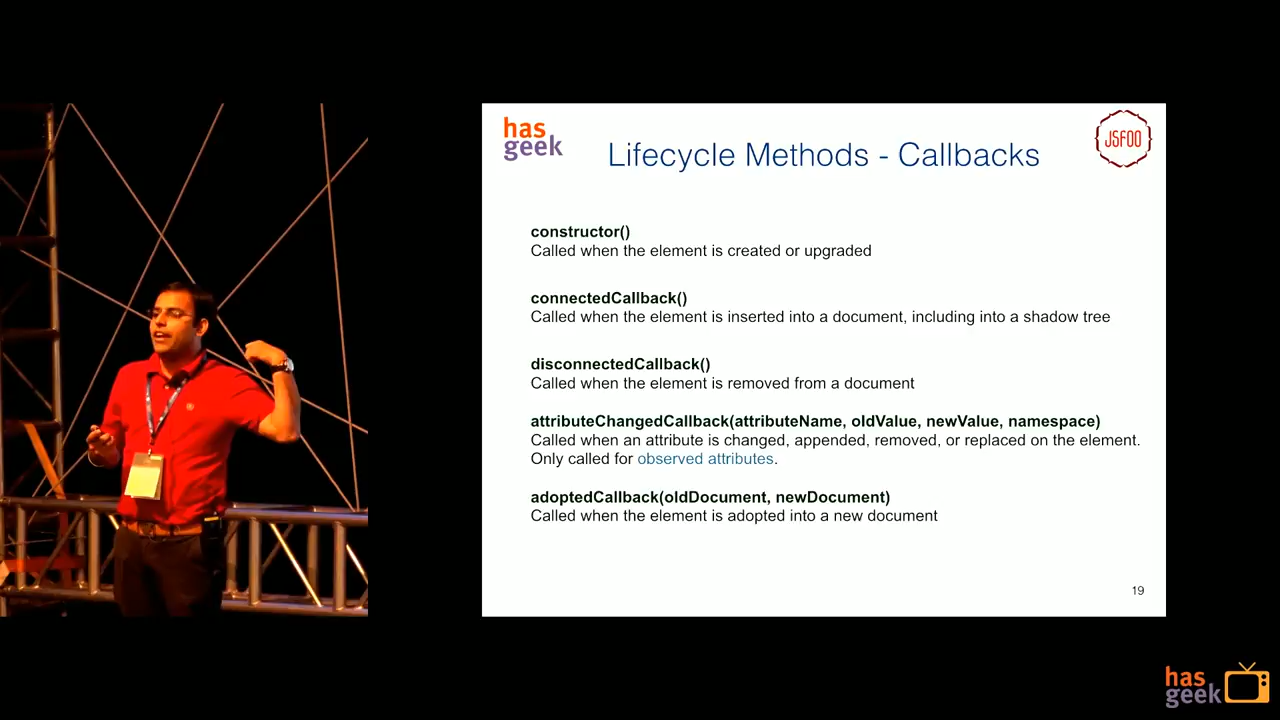 has
geek
JSFOO
Lifecycle Methods - Callbacks
constructor()
Called when the element is created or upgraded
connectedCallback()
Called when the element is inserted into a document, including into a shadow tree
disconnectedCallback()
Called when the element is removed from a document
attributeChangedCallback(attributeName, oldValue, newValue, namespace)
Called when an attribute is changed, appended, removed, or replaced on the element.
Only called for observed attributes.
adoptedCallback(oldDocument, newDocument)
Called when the element is adopted into a new document
19
has
geek